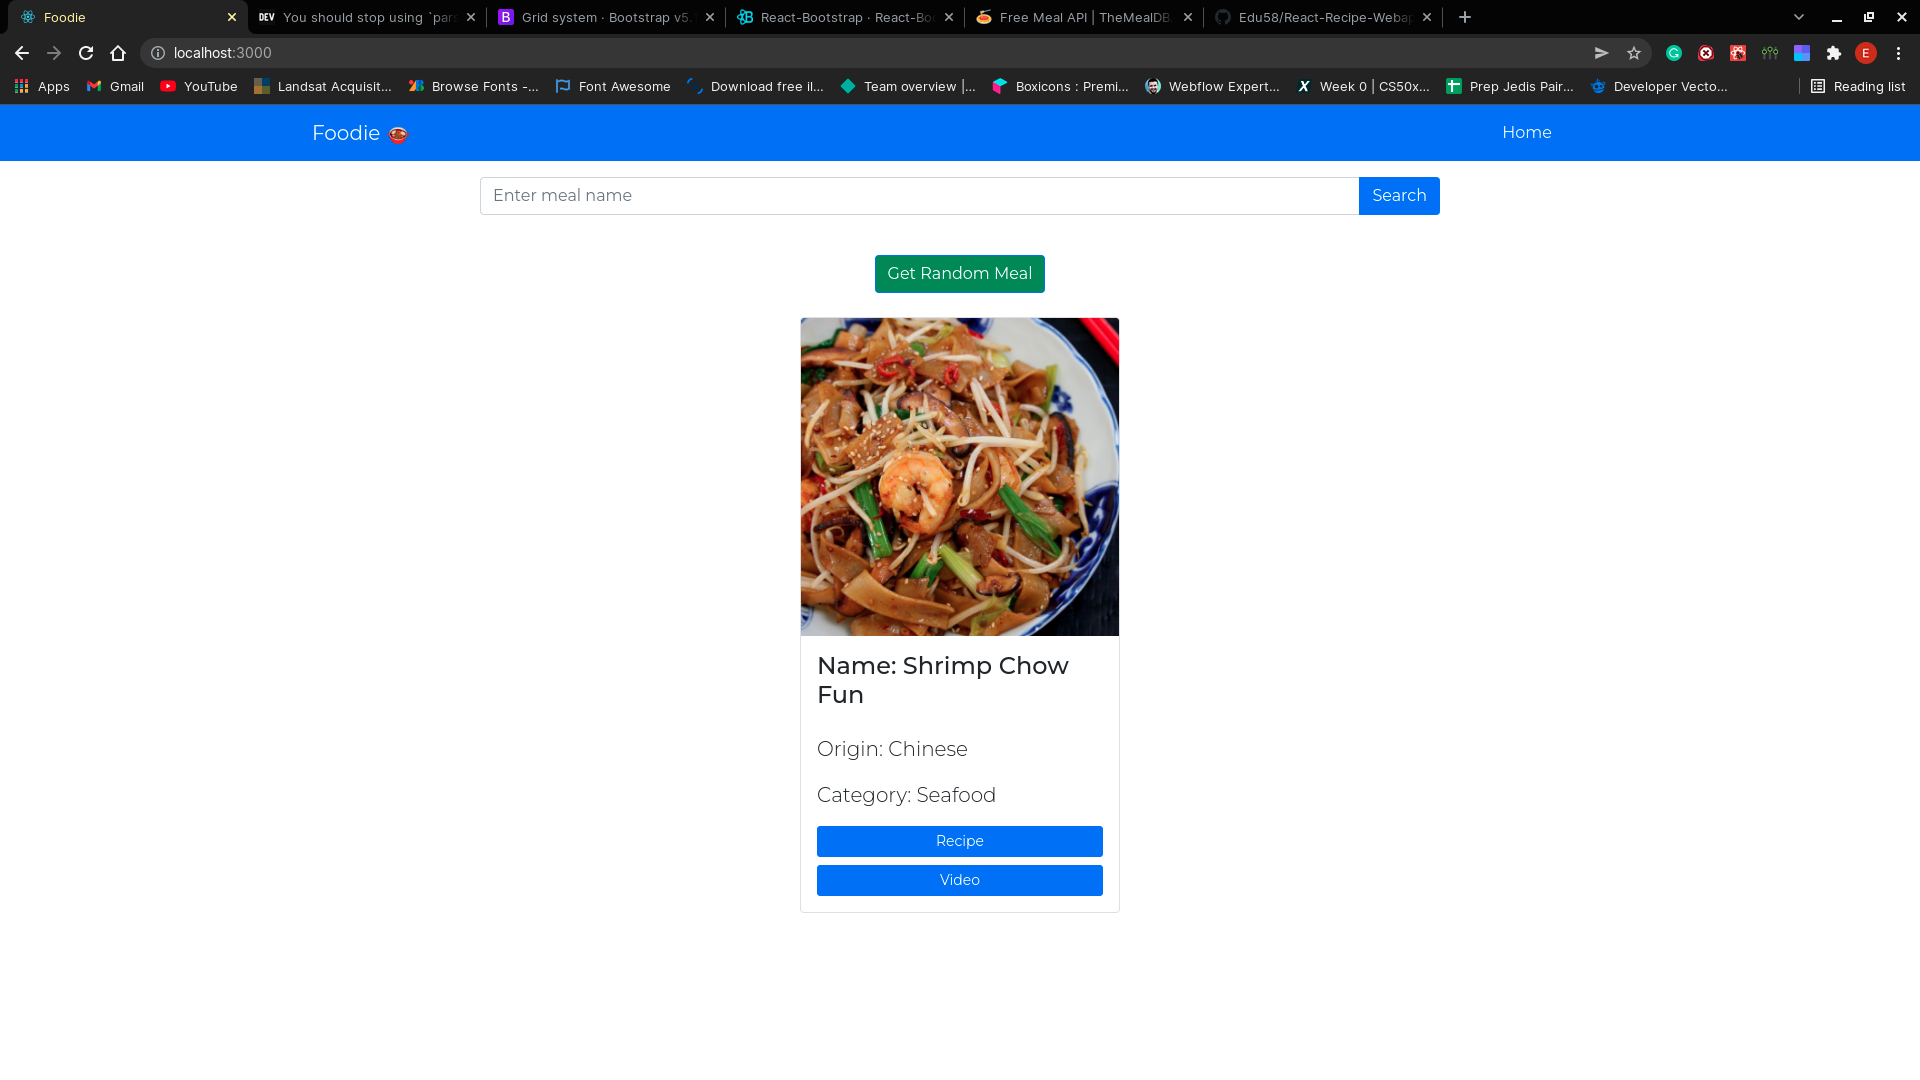 Foodie
DEV You should stop using `pars
B Grid system · Bootstrap v5.
React-Bootstrap · React-Boo
Free Meal API | TheMealDB
Edu58/React-Recipe-Webap
localhost:3000
E
Apps
Gmail
YouTube
Landsat Acquisit...
Browse Fonts -...
Font Awesome
Download free il...
Team overview |...
Boxicons : Premi...
Webflow Expert...
Week 0 | CS50x...
Prep Jedis Pair...
Developer Vecto...
Reading list
Foodie
Home
Enter meal name
Search
Get Random Meal
Name: Shrimp Chow
Fun
Origin: Chinese
Category: Seafood
Recipe
Video